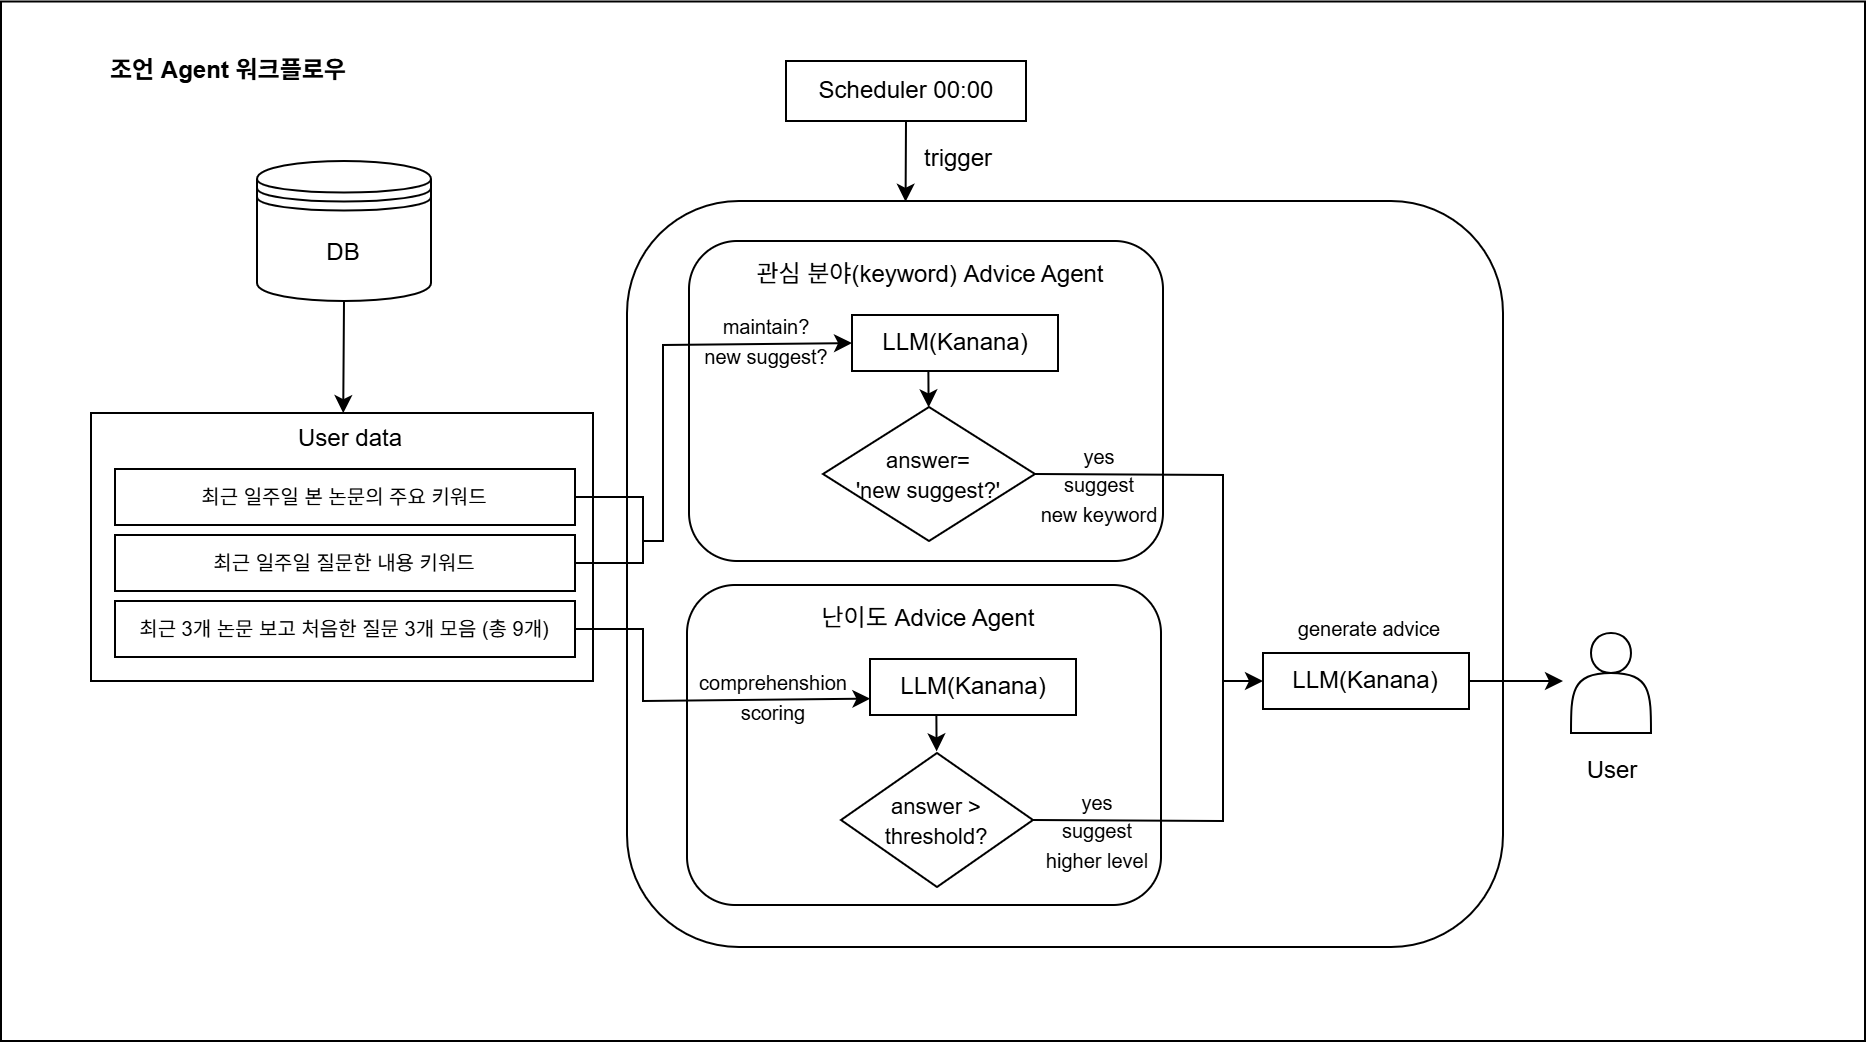 조언 Agent 워크플로우
Scheduler 00:00
trigger
DB
User data
최근 일주일 본 논문의 주요 키워드
최근 일주일 질문한 내용 키워드
최근 3개 논문 보고 처음한 질문 3개 모음 (총 9개)
관심 분야(keyword) Advice Agent
maintain?
new suggest?
LLM(Kanana)
answer=
'new suggest?'
yes
suggest
new keyword
난이도 Advice Agent
comprehenshion
scoring
LLM(Kanana)
answer >
threshold?
yes
suggest
higher level
generate advice
LLM(Kanana)
User